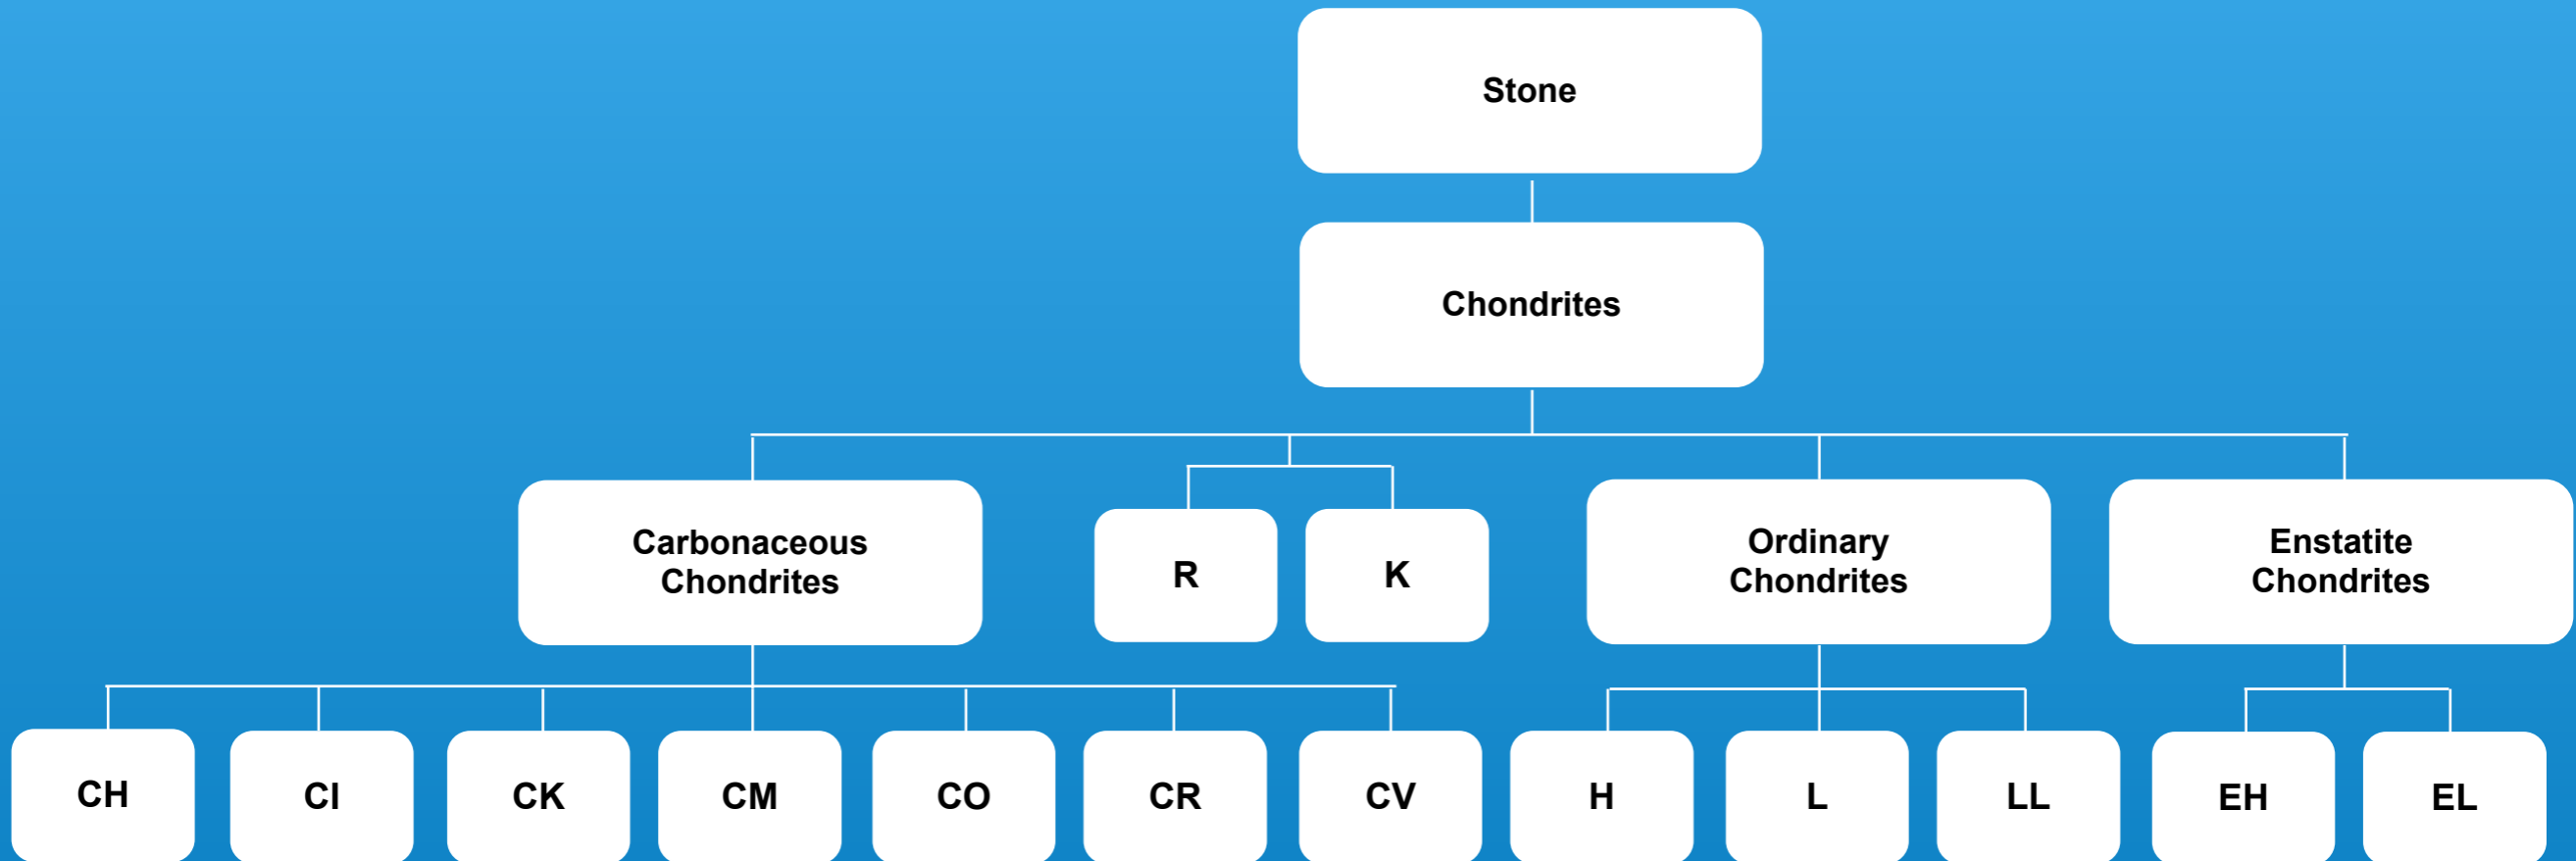 Stone
Chondrites
Carbonaceous
Chondrites
R
K
Ordinary
Chondrites
Enstatite
Chondrites
CH
CI
CK
CM
CO
CR
CV
H
L
LL
EH
EL